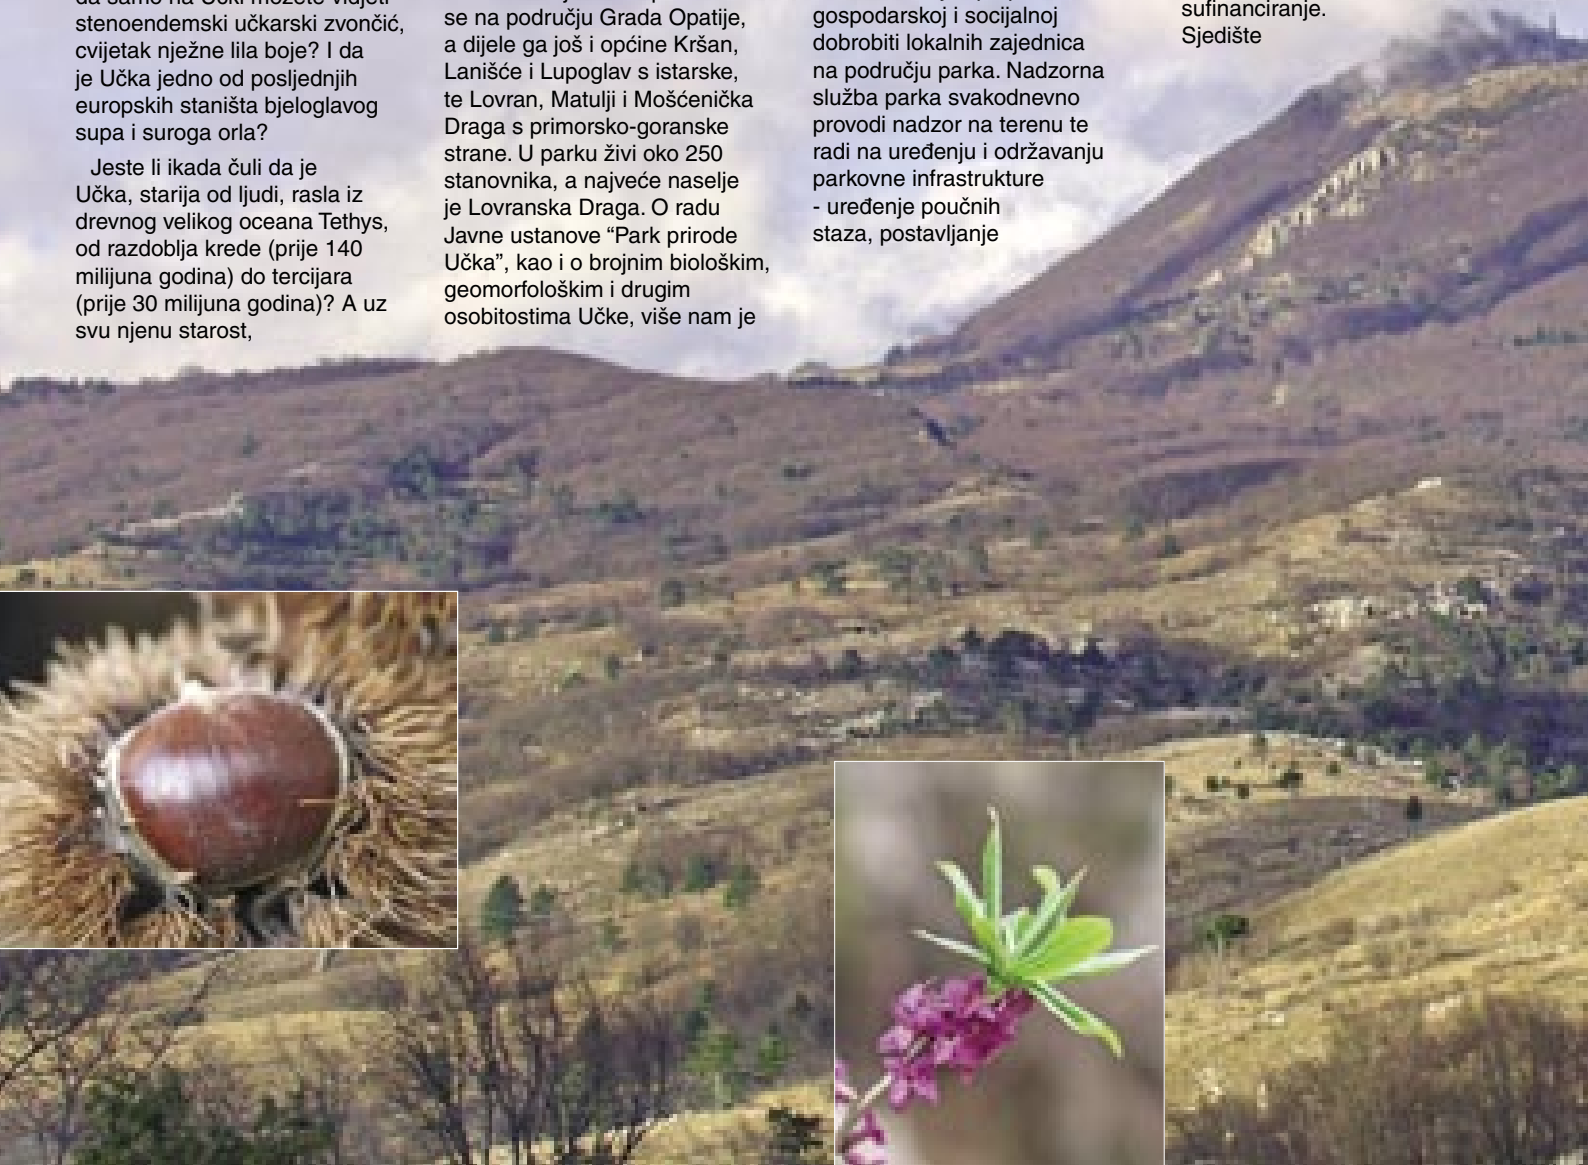 da samo na Učki možete vidjeti
stenoendemski učkarski zvončić,
cvijetak nježne lila boje? I da
je Učka jedno od posljednjih
europskih staništa bjeloglavog
supa i suroga orla?
Jeste li ikada čuli da je
Učka, starija od ljudi, rasla iz
drevnog velikog oceana Tethys,
od razdoblja krede (prije 140
milijuna godina) do tercijara
(prije 30 milijuna godina)? A uz
svu njenu starost,
se na području Grada Opatije,
a dijele ga još i općine Kršan,
Lanišće i Lupoglav s istarske,
te Lovran, Matulji i Mošćenička
Draga s primorsko-goranske
strane. U parku živi oko 250
stanovnika, a najveće naselje
je Lovranska Draga. O radu
Javne ustanove “Park prirode
Učka”, kao i o brojnim biološkim,
geomorfološkim i drugim
osobitostima Učke, više nam je
gospodarskoj i socijalnoj
dobrobiti lokalnih zajednica
na području parka. Nadzorna
služba parka svakodnevno
provodi nadzor na terenu te
radi na uređenju i održavanju
parkovne infrastrukture
- uređenje poučnih
staza, postavljanje
sufinanciranje.
Sjedište